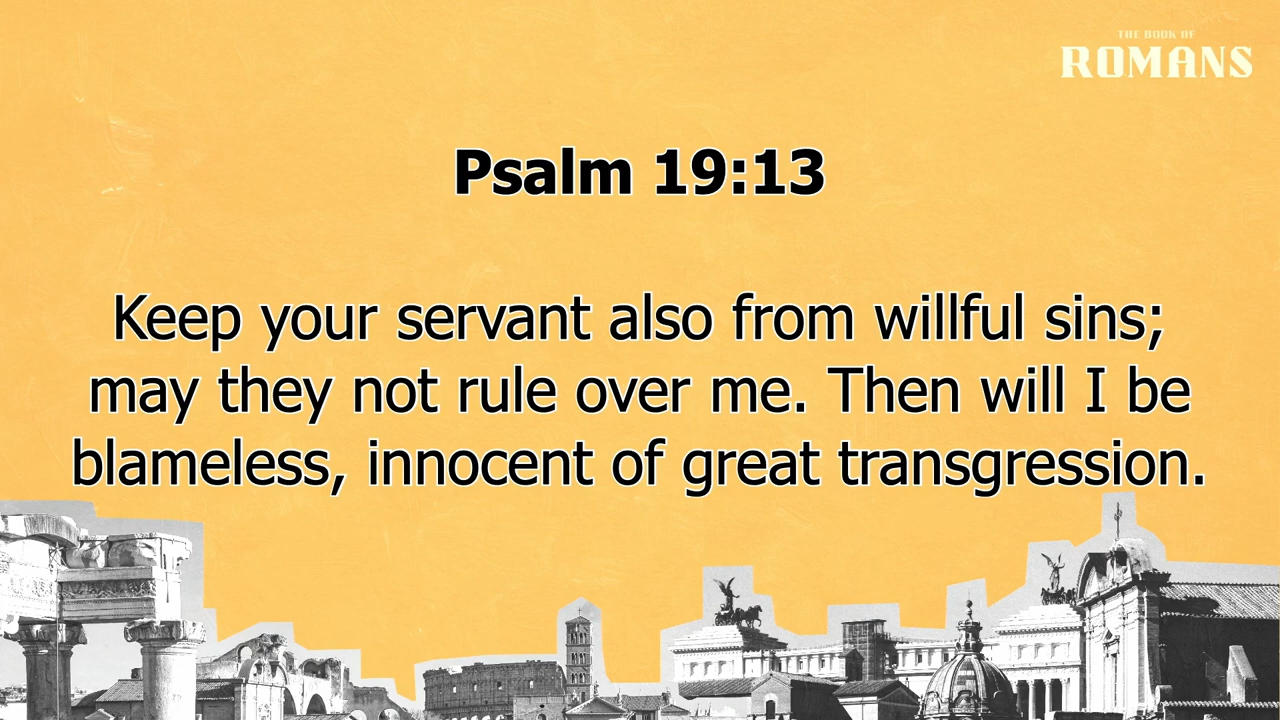 THE BOOK OF
ROMANS
Psalm 19:13
Keep your servant also from willful sins;
may they not rule over me. Then will I be
blameless, innocent of great transgression.